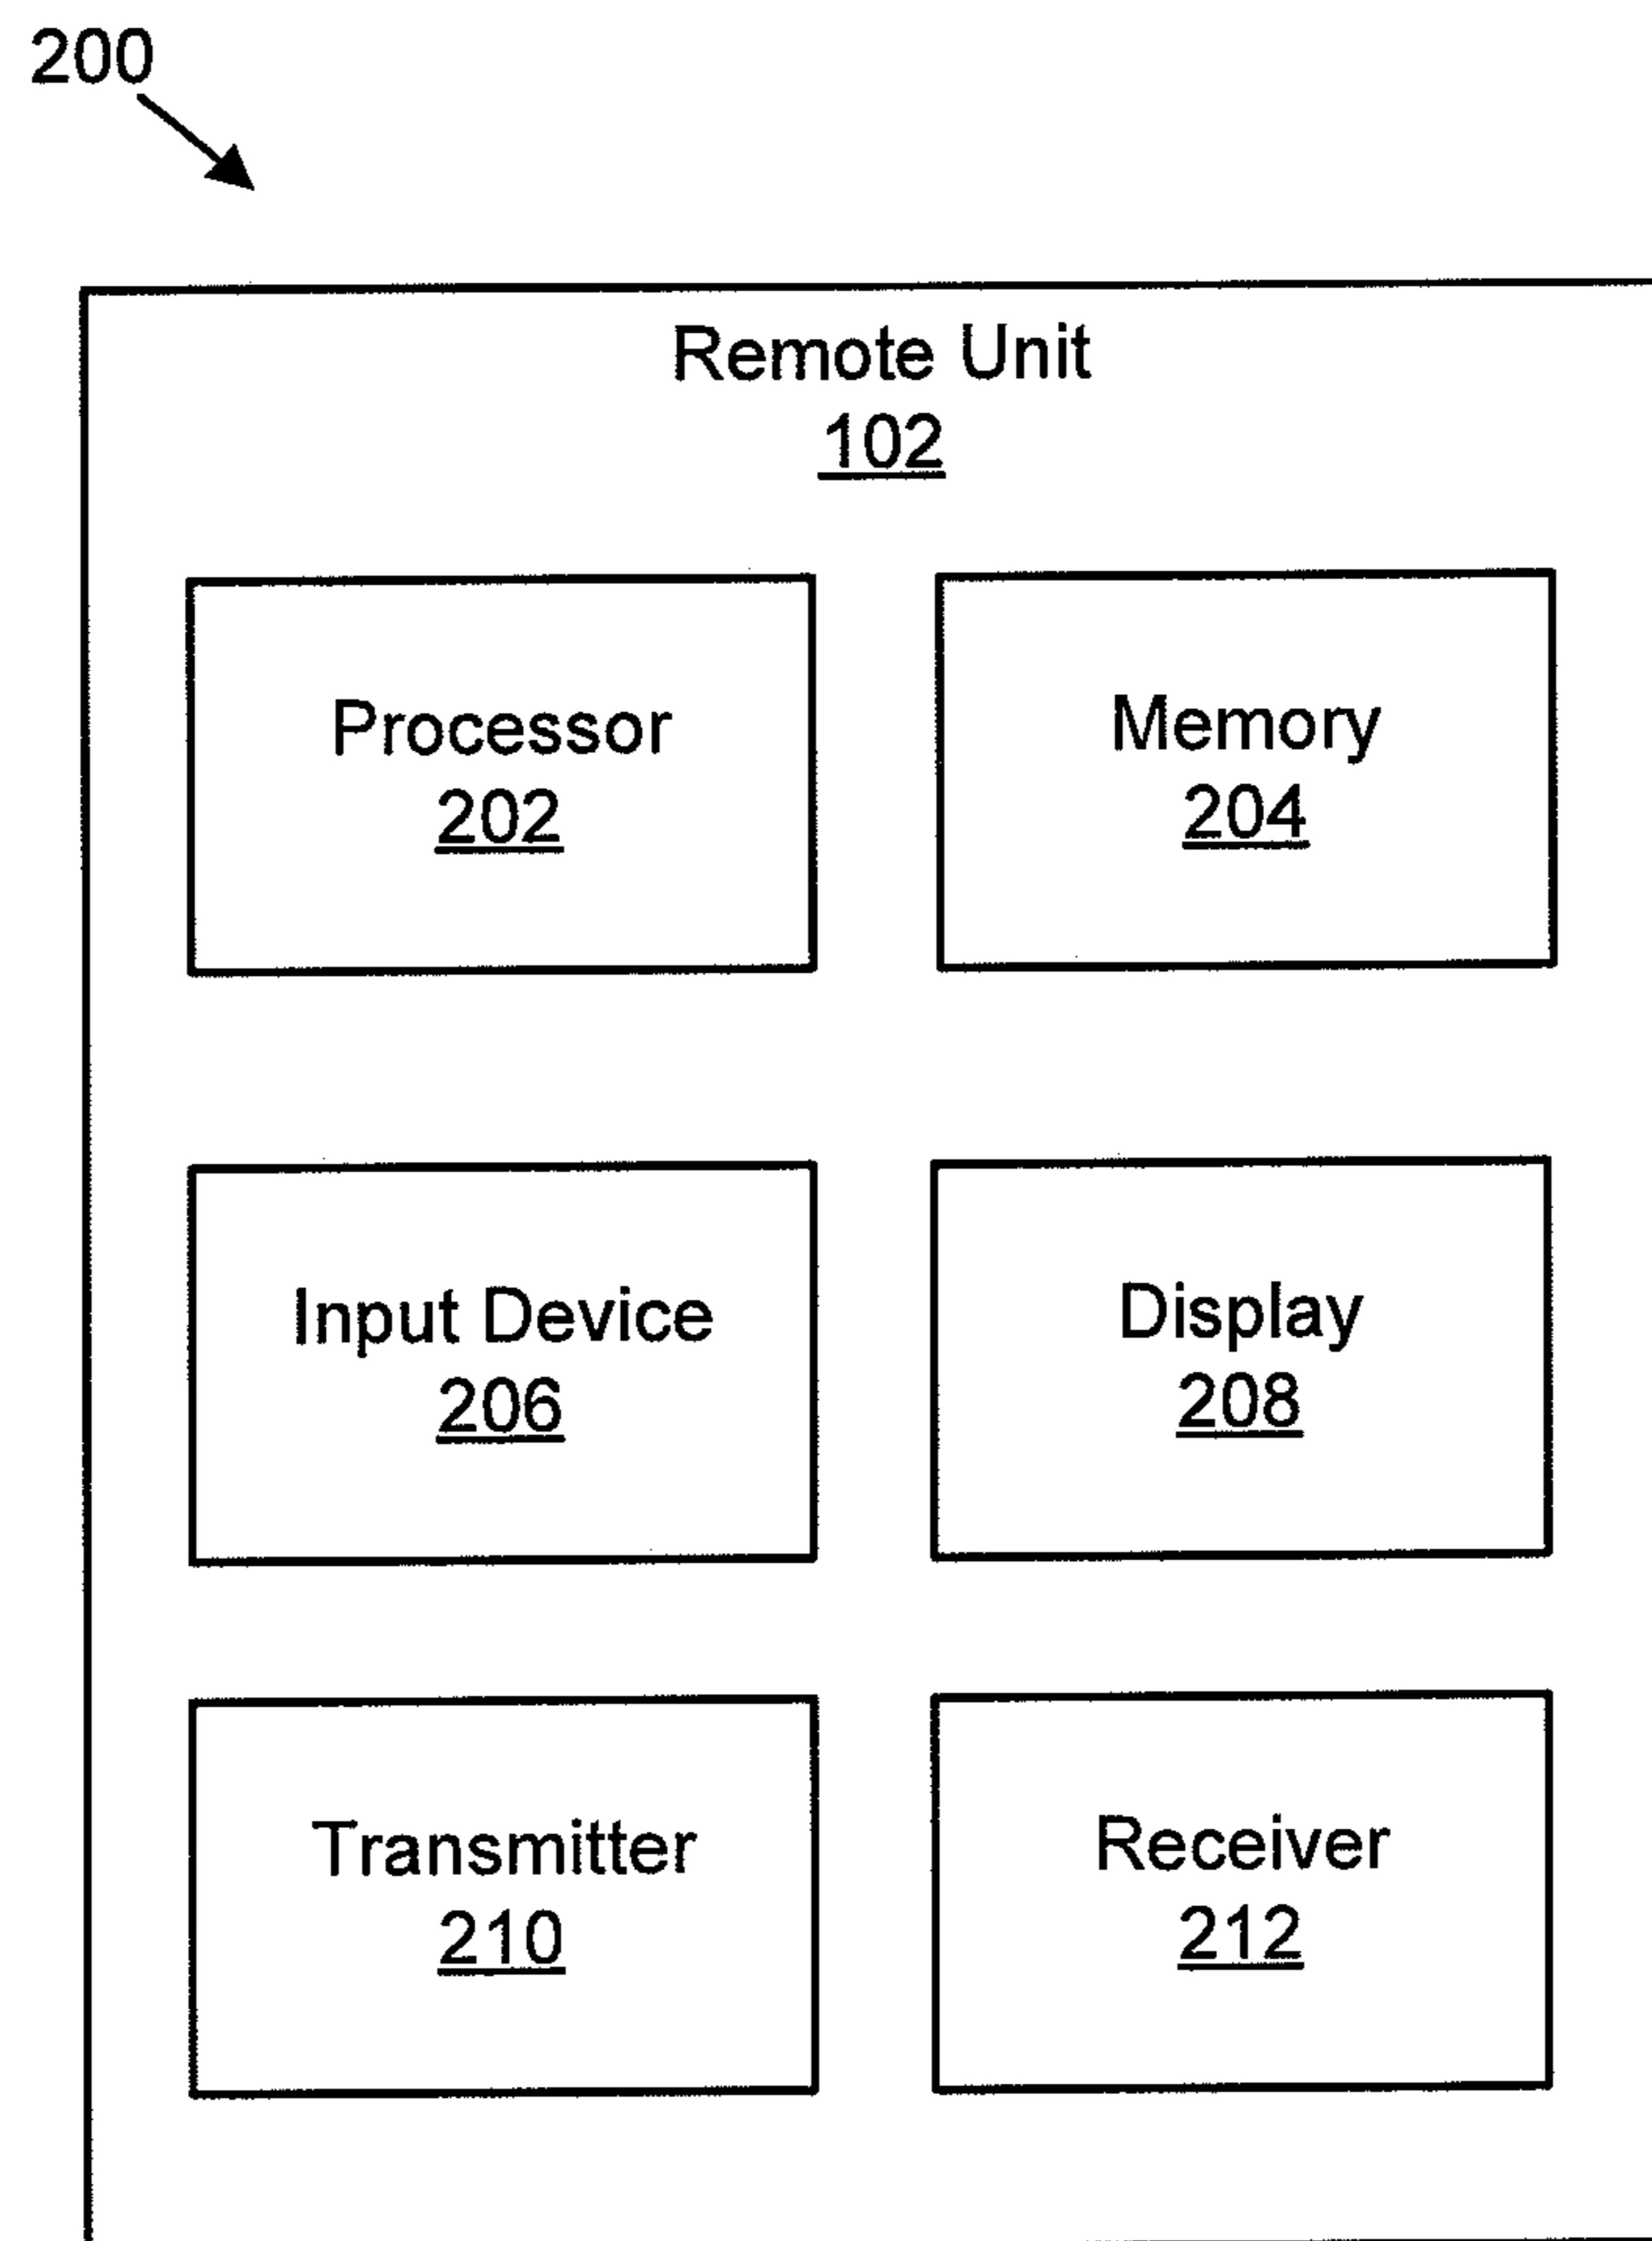 200
Remote Unit
102
Processor
202
Memory
204
Input Device
206
Display
208
Transmitter
210
Receiver
212